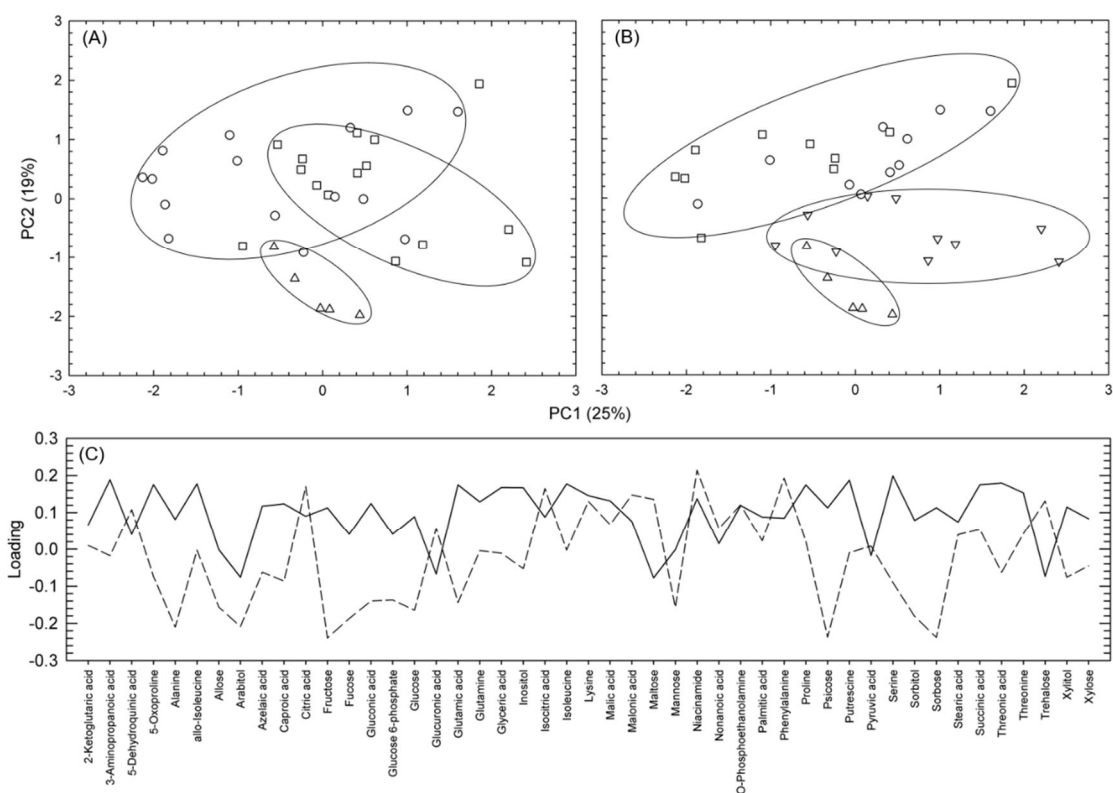 (A)
(B)
3
2
1
0
-1
-2
-3
PC2 (19%)
-3
-2
-1
0
1
2
3
-3
-2
-1
0
1
2
3
PC1 (25%)
(C)
0.3
0.2
0.1
0.0
-0.1
-0.2
-0.3
Loading
2-Ketoglutaric acid
3-Aminopropanoic acid
5-Dehydroquinic acid
5-Oxoproline
Alanine
allo-Isoleucine
Allose
Arabitol
Azelaic acid
Caproic acid
Citric acid
Fructose
Fucose
Gluconic acid
Glucose 6-phosphate
Glucose
Glucuronic acid
Glutamic acid
Glutamine
Glyceric acid
Inositol
Isocitric acid
Isoleucine
Lysine
Malic acid
Malonic acid
Maltose
Mannose
Niacinamide
Nonanoic acid
O-Phosphoethanolamine
Palmitic acid
Phenylalanine
Proline
Psicose
Putrescine
Pyruvic acid
Serine
Sorbitol
Sorbose
Stearic acid
Succinic acid
Threonic acid
Threonine
Trehalose
Xylitol
Xylose